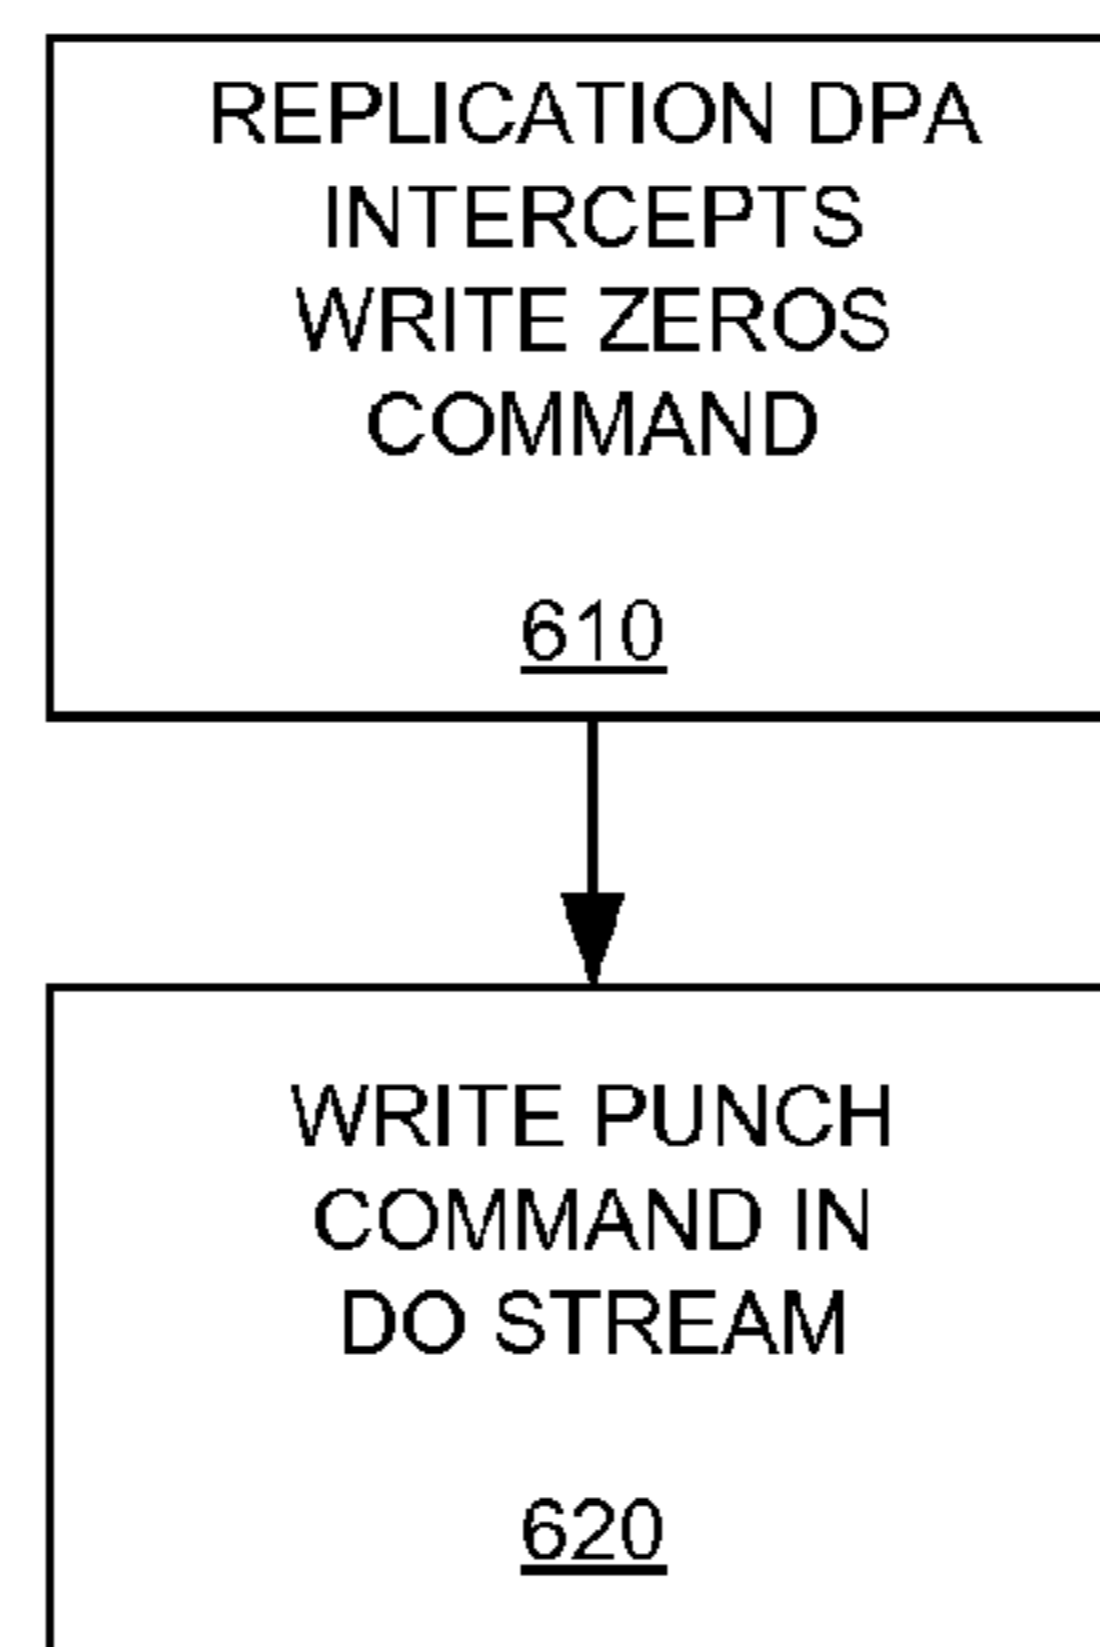 REPLICATION DPA
INTERCEPTS
WRITE ZEROS
COMMAND
610
WRITE PUNCH
COMMAND IN
DO STREAM
620